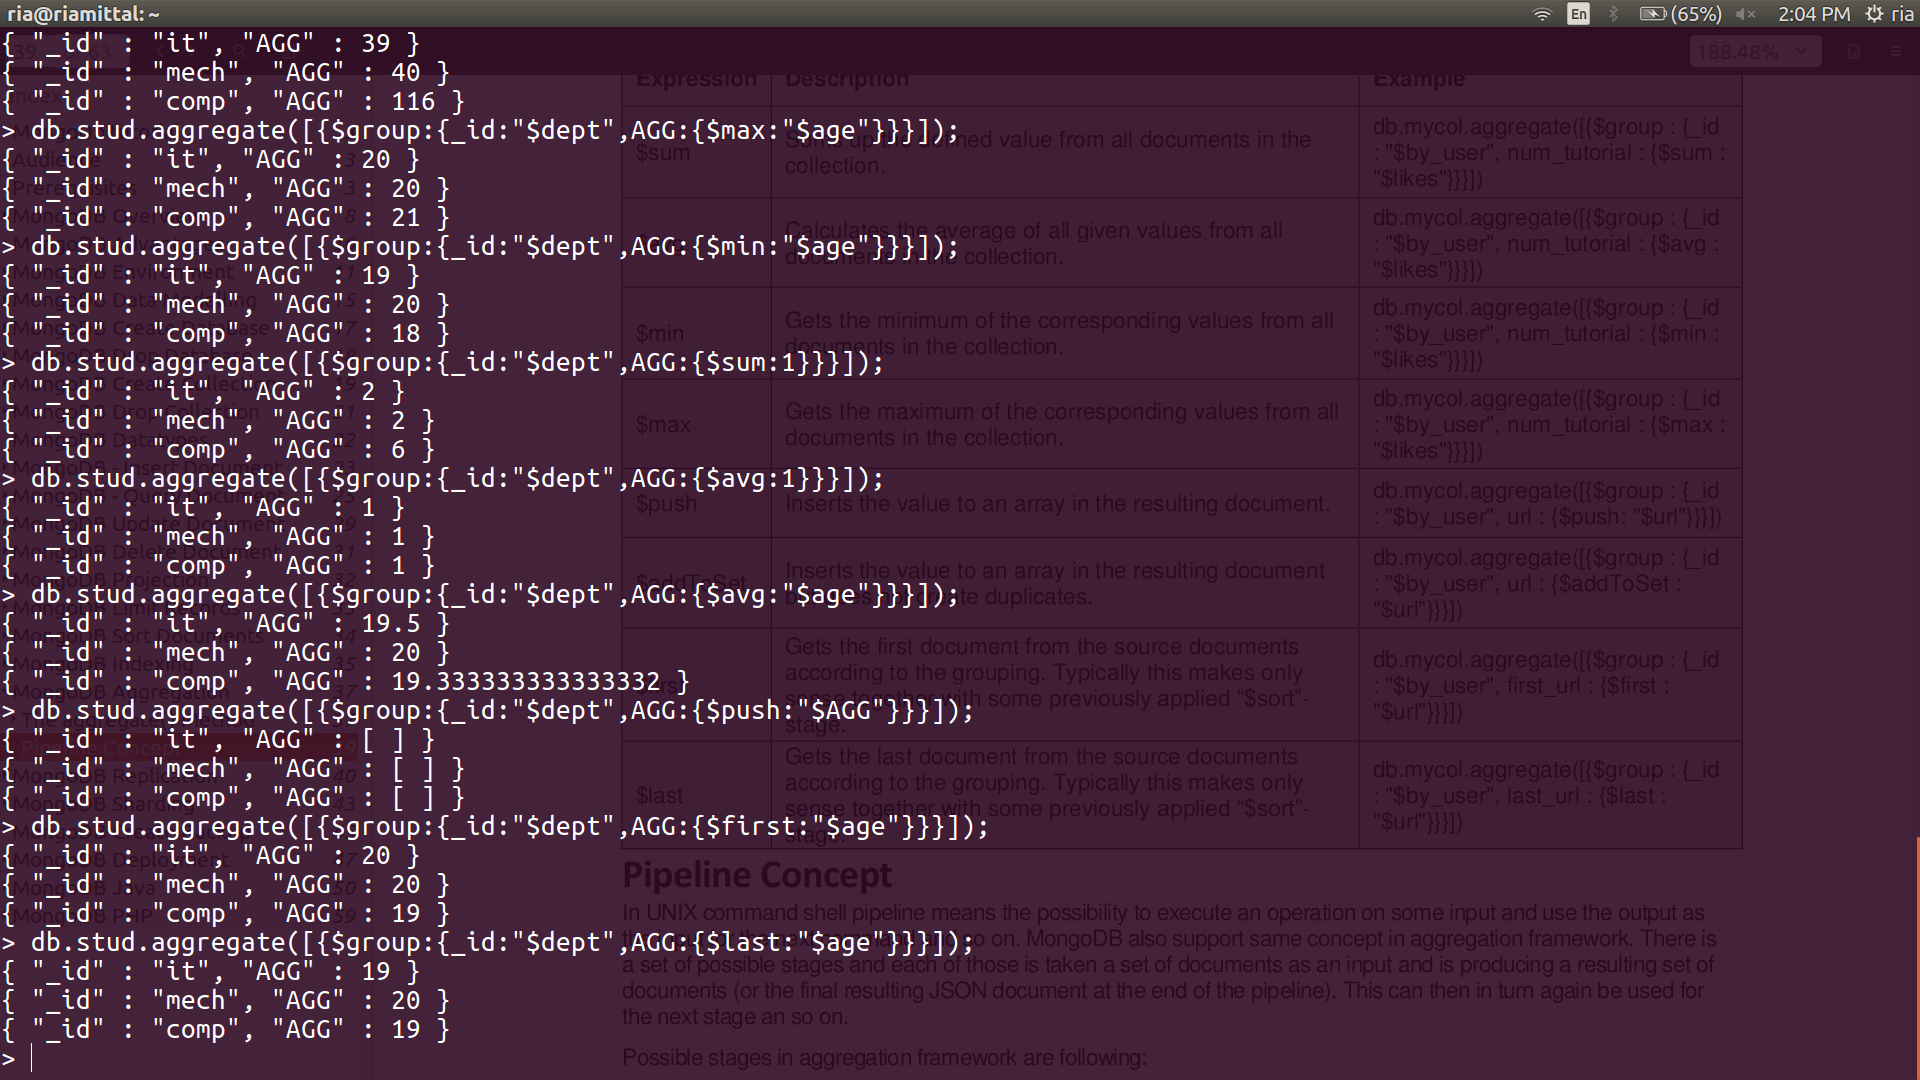 ria@riamittal: ~
En
(65%)
2:04 PM
ria
{ "_id" : "it", "AGG" : 39 }
{ "_id" : "mech", "AGG" : 40 }
{ "_id" : "comp", "AGG" : 116 }
> db.stud.aggregate([{$group:{_id:"$dept",AGG:{$max:"$age"}}}]);
{ "_id" : "it", "AGG" : 20 }
{ "_id" : "mech", "AGG" : 20 }
{ "_id" : "comp", "AGG" : 21 }
> db.stud.aggregate([{$group:{_id:"$dept",AGG:{$min:"$age"}}}]);
{ "_id" : "it", "AGG" : 19 }
{ "_id" : "mech", "AGG" : 20 }
{ "_id" : "comp", "AGG" : 18 }
> db.stud.aggregate([{$group:{_id:"$dept",AGG:{$sum:1}}}]);
{ "_id" : "it", "AGG" : 2 }
{ "_id" : "mech", "AGG" : 2 }
{ "_id" : "comp", "AGG" : 6 }
> db.stud.aggregate([{$group:{_id:"$dept",AGG:{$avg:1}}}]);
{ "_id" : "it", "AGG" : 1 }
{ "_id" : "mech", "AGG" : 1 }
{ "_id" : "comp", "AGG" : 1 }
> db.stud.aggregate([{$group:{_id:"$dept",AGG:{$avg:"$age"}}}]);
{ "_id" : "it", "AGG" : 19.5 }
{ "_id" : "mech", "AGG" : 20 }
{ "_id" : "comp", "AGG" : 19.333333333333332 }
> db.stud.aggregate([{$group:{_id:"$dept",AGG:{$push:"$AGG"}}}]);
{ "_id" : "it", "AGG" : [ ] }
{ "_id" : "mech", "AGG" : [ ] }
{ "_id" : "comp", "AGG" : [ ] }
> db.stud.aggregate([{$group:{_id:"$dept",AGG:{$first:"$age"}}}]);
{ "_id" : "it", "AGG" : 20 }
{ "_id" : "mech", "AGG" : 20 }
{ "_id" : "comp", "AGG" : 19 }
> db.stud.aggregate([{$group:{_id:"$dept",AGG:{$last:"$age"}}}]);
{ "_id" : "it", "AGG" : 19 }
{ "_id" : "mech", "AGG" : 20 }
{ "_id" : "comp", "AGG" : 19 }
>
188.48%
Expression Description Example
$sum
collection.
db.mycol.aggregate([{$group : {_id
: "$by_user", num_tutorial : {$sum :
"$likes"}}}])
Calculates the average of all given values from all
documents in the collection.
db.mycol.aggregate([{$group : {_id
: "$by_user", num_tutorial : {$avg :
"$likes"}}}])
$min
Gets the minimum of the corresponding values from all
documents in the collection.
db.mycol.aggregate([{$group : {_id
: "$by_user", num_tutorial : {$min :
"$likes"}}}])
$max
Gets the maximum of the corresponding values from all
documents in the collection.
db.mycol.aggregate([{$group : {_id
: "$by_user", num_tutorial : {$max :
"$likes"}}}])
$push
Inserts the value to an array in the resulting document.
db.mycol.aggregate([{$group : {_id
: "$by_user", url : {$push: "$url"}}}])
$addToSet
Inserts the value to an array in the resulting document
duplicates.
db.mycol.aggregate([{$group : {_id
: "$by_user", url : {$addToSet :
"$url"}}}])
Gets the first document from the source documents
according to the grouping. Typically this makes only
sense together with some previously applied “$sort”-
stage.
db.mycol.aggregate([{$group : {_id
: "$by_user", first_url : {$first :
"$url"}}}])
$last
Gets the last document from the source documents
according to the grouping. Typically this makes only
sense together with some previously applied “$sort”-
stage.
db.mycol.aggregate([{$group : {_id
: "$by_user", last_url : {$last :
"$url"}}}])
Pipeline Concept
In UNIX command shell pipeline means the possibility to execute an operation on some input and use the output as
so on. MongoDB also support same concept in aggregation framework. There is
a set of possible stages and each of those is taken a set of documents as an input and is producing a resulting set of
documents (or the final resulting JSON document at the end of the pipeline). This can then in turn again be used for
the next stage an so on.
Possible stages in aggregation framework are following: